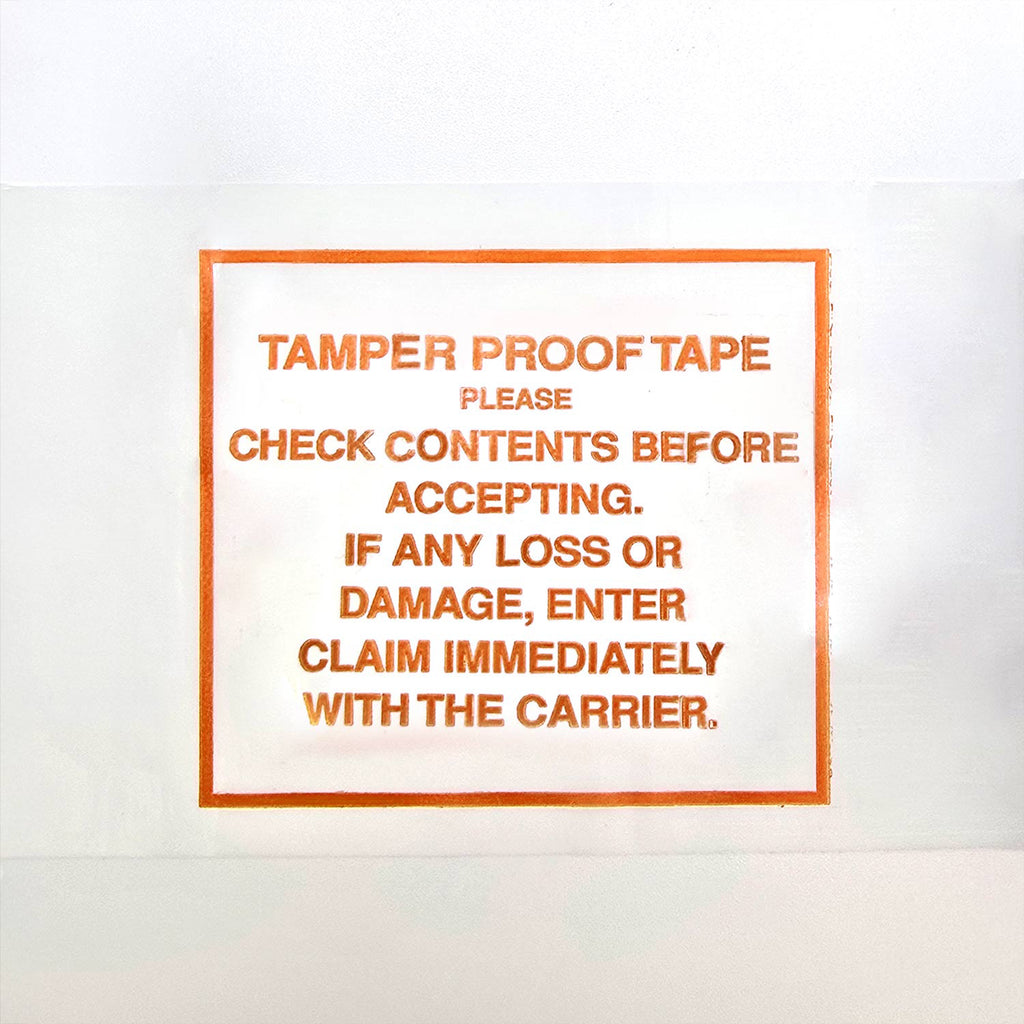 TAMPER PROOF TAPE
PLEASE
CHECK CONTENTS BEFORE
ACCEPTING.
IF ANY LOSS OR
DAMAGE, ENTER
CLAIM IMMEDIATELY
WITH THE CARRIER.